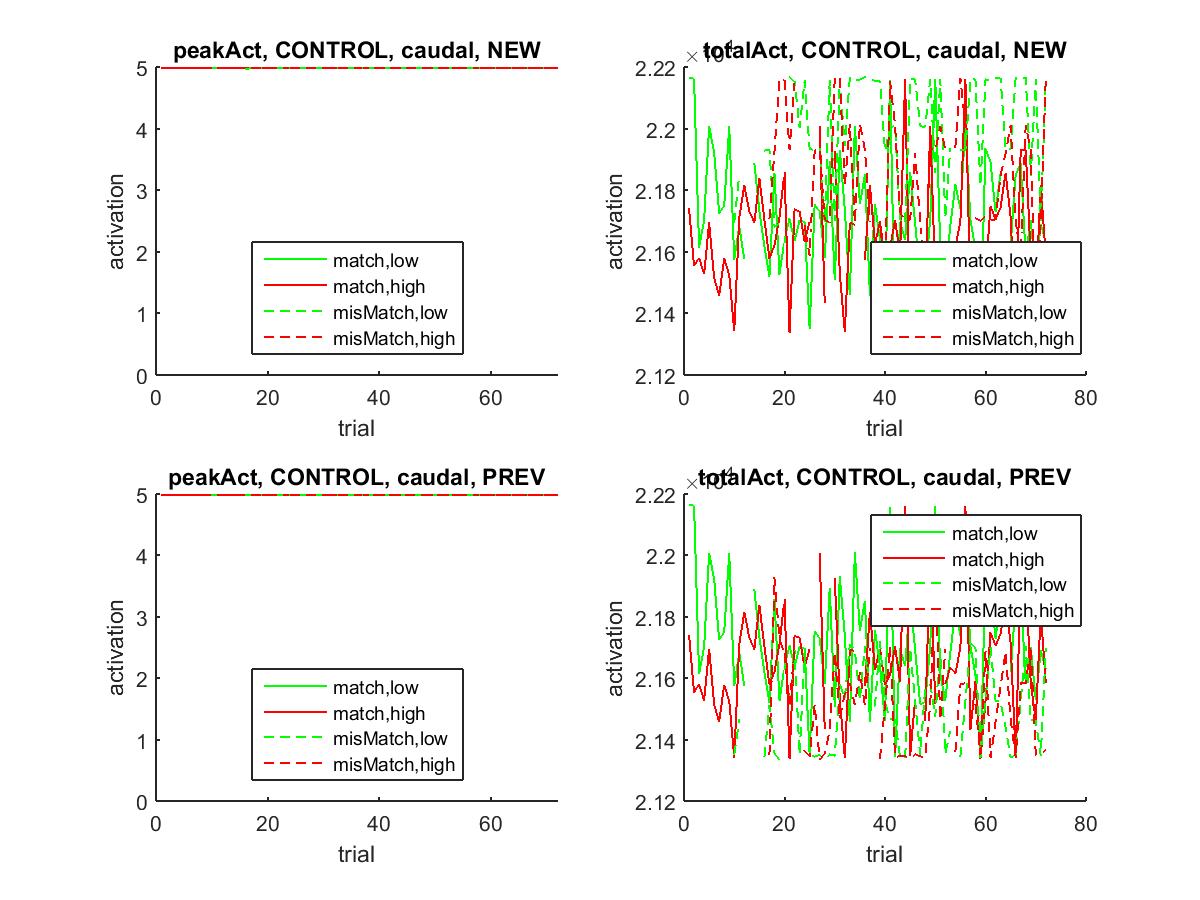 peakAct, CONTROL, caudal, NEW
5
4
3
2
1
0
activation
match,low
match,high
misMatch,low
misMatch,high
0 20 40 60
trial
totalAct, CONTROL, caudal, NEW
2.22
2.2
2.18
2.16
2.14
2.12
activation
match,low
match,high
misMatch,low
misMatch,high
0 20 40 60 80
trial
peakAct, CONTROL, caudal, PREV
5
4
3
2
1
0
activation
match,low
match,high
misMatch,low
misMatch,high
0 20 40 60
trial
totalAct, CONTROL, caudal, PREV
2.22
2.2
2.18
2.16
2.14
2.12
activation
match,low
match,high
misMatch,low
misMatch,high
0 20 40 60 80
trial